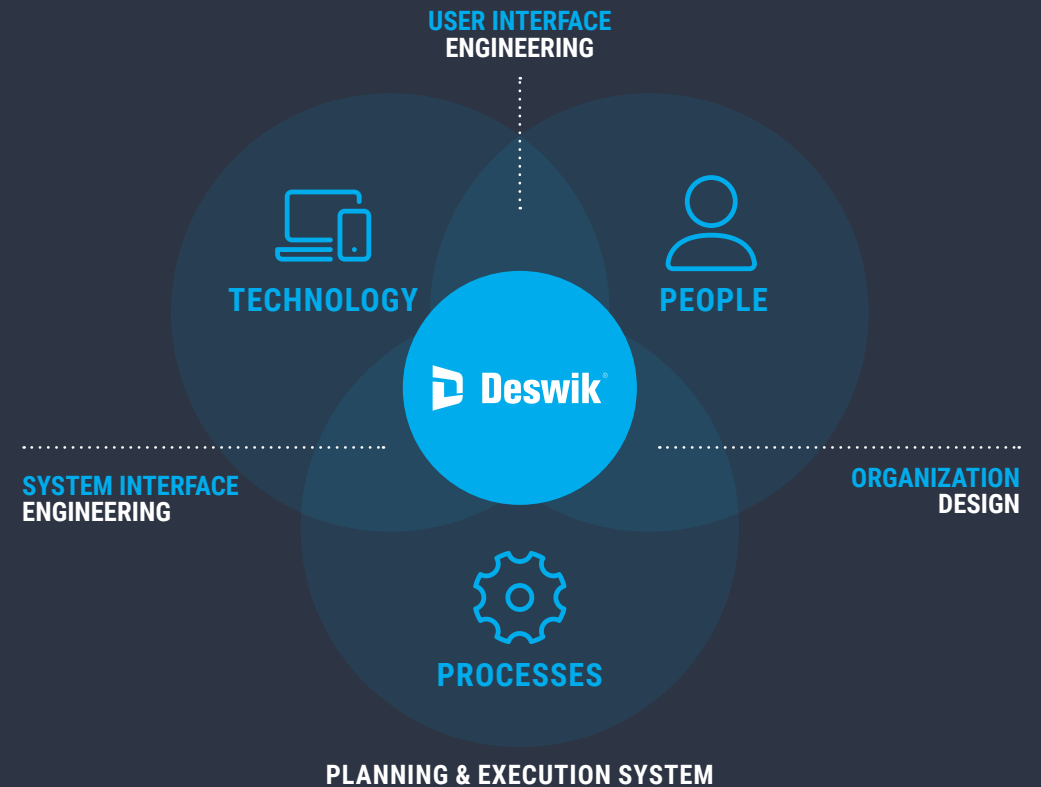 USER INTERFACE
ENGINEERING
TECHNOLOGY
PEOPLE
Deswik®
SYSTEM INTERFACE
ENGINEERING
ORGANIZATION
DESIGN
PROCESSES
PLANNING & EXECUTION SYSTEM